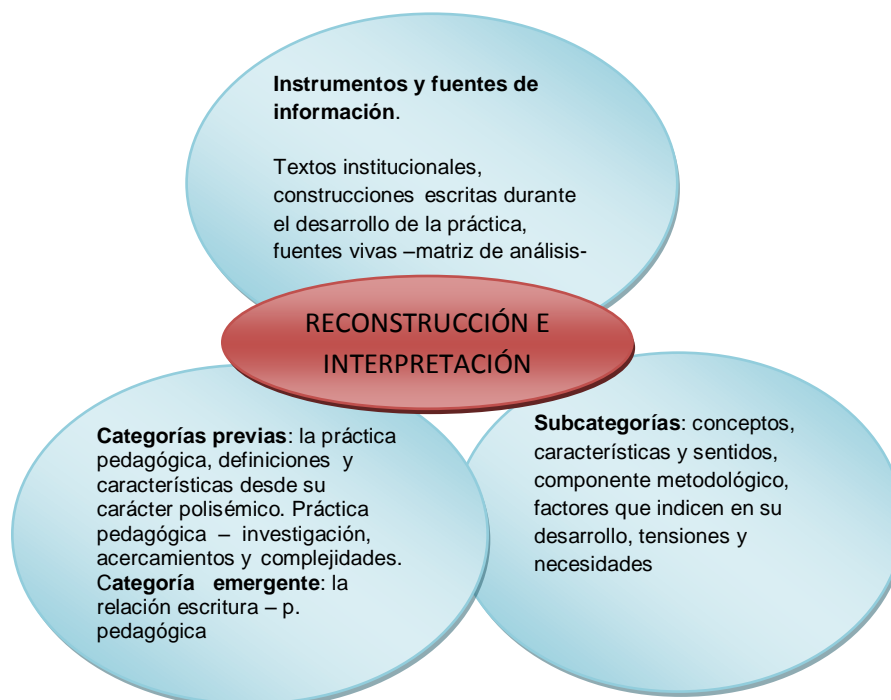 Instrumentos y fuentes de
información.
Textos institucionales,
construcciones escritas durante
el desarrollo de la práctica,
fuentes vivas –matriz de análisis-
RECONSTRUCCIÓN E
INTERPRETACIÓN
Categorías previas: la práctica
pedagógica, definiciones y
características desde su
carácter polisémico. Práctica
pedagógica – investigación,
acercamientos y complejidades.
Categoría emergente: la
relación escritura – p.
pedagógica
Subcategorías: conceptos,
características y sentidos,
componente metodológico,
factores que indicen en su
desarrollo, tensiones y
necesidades